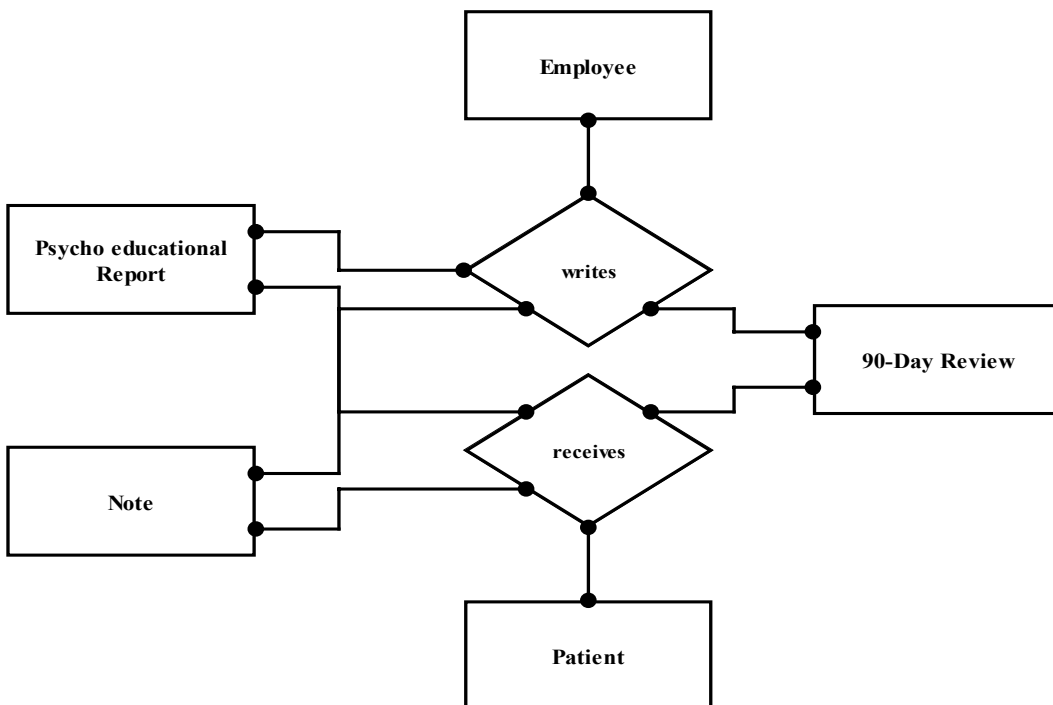 Employee
Psycho educational
Report
writes
90-Day Review
receives
Note
Patient